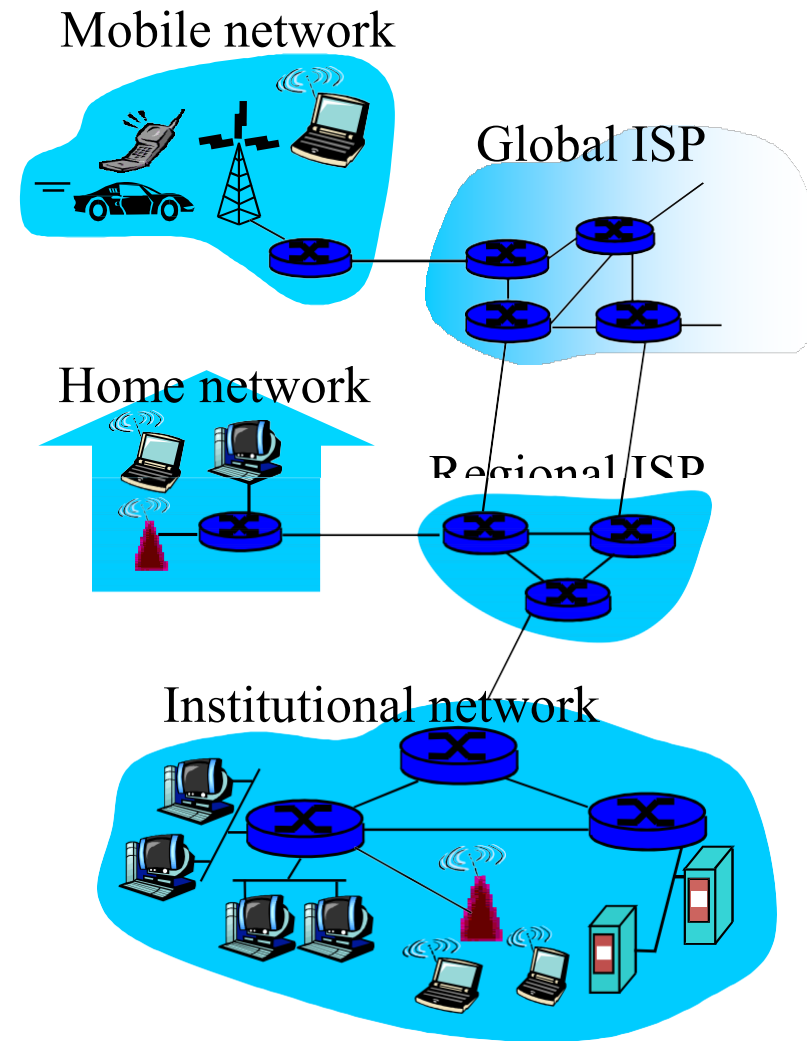 Mobile network
Global ISP
Home network
Regional ISP
Institutional network